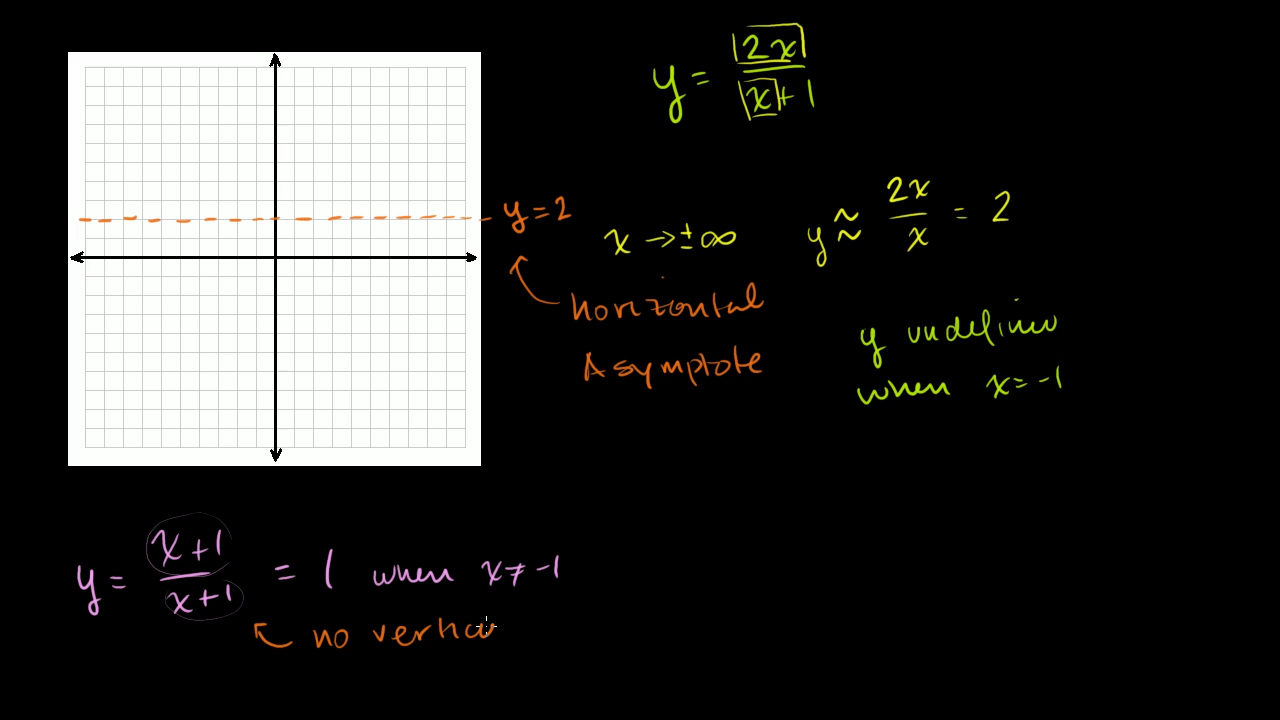 y = 2x / x + 1
y = 2
x → ± ∞
y ≈ 2x / x = 2
horizontal
Asymptote
y undefined
when x = -1
y = x + 1 / x + 1 = 1 when x ≠ -1
no vertica